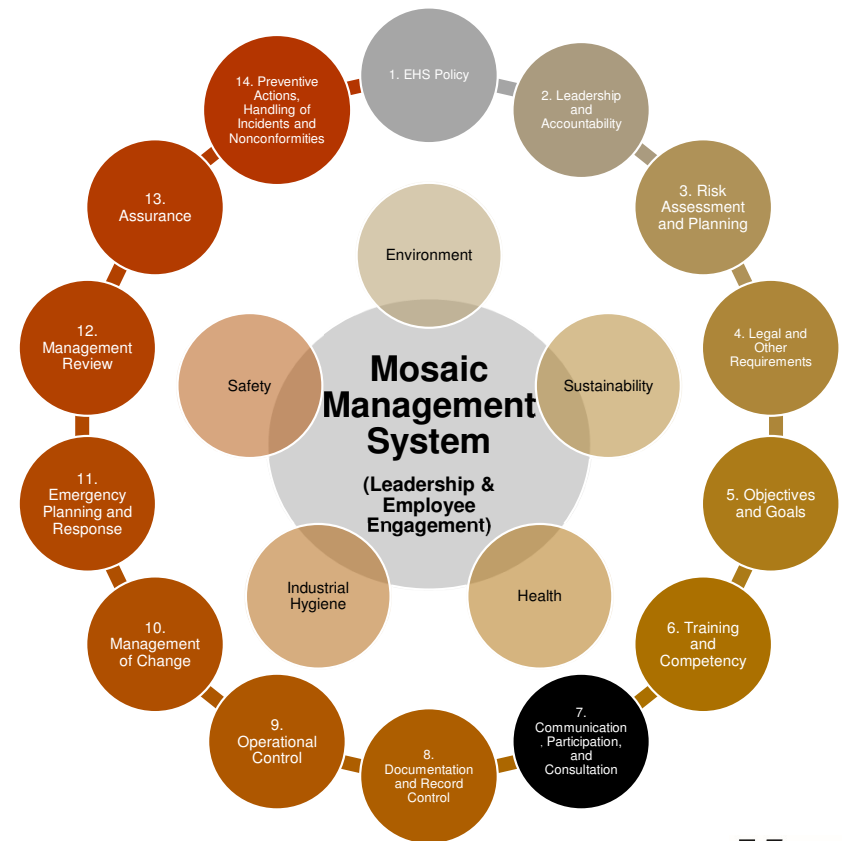 1. EHS Policy
2. Leadership
and
Accountability
3. Risk
Assessment
and Planning
4. Legal and
Other
Requirements
5. Objectives
and Goals
6. Training
and
Competency
7.
Communication
, Participation,
and
Consultation
8.
Documentation
and Record
Control
9.
Operational
Control
10.
Management
of Change
11.
Emergency
Planning and
Response
12.
Management
Review
13.
Assurance
14. Preventive
Actions,
Handling of
Incidents and
Nonconformities
Environment
Sustainability
Health
Industrial
Hygiene
Safety
Mosaic
Management
System
(Leadership &
Employee
Engagement)